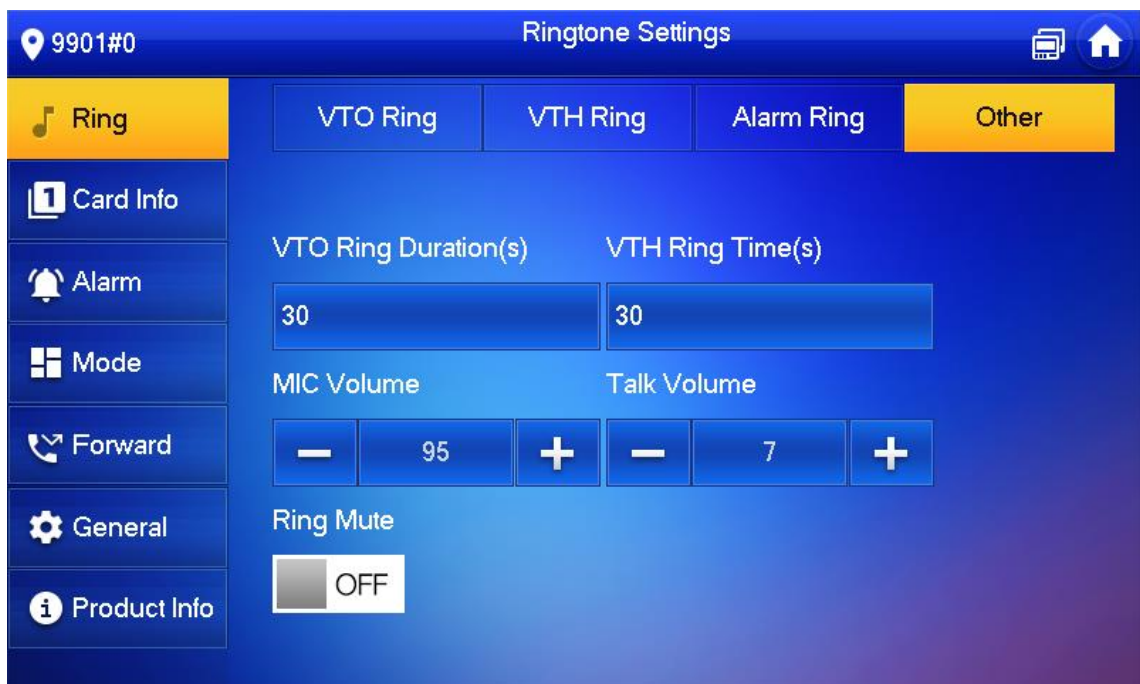 9901#0
Ringtone Settings
Ring
VTO Ring
VTH Ring
Alarm Ring
Other
1 Card Info
Alarm
Mode
Forward
General
i Product Info
VTO Ring Duration(s)
VTH Ring Time(s)
30
30
MIC Volume
Talk Volume
95
7
Ring Mute
OFF